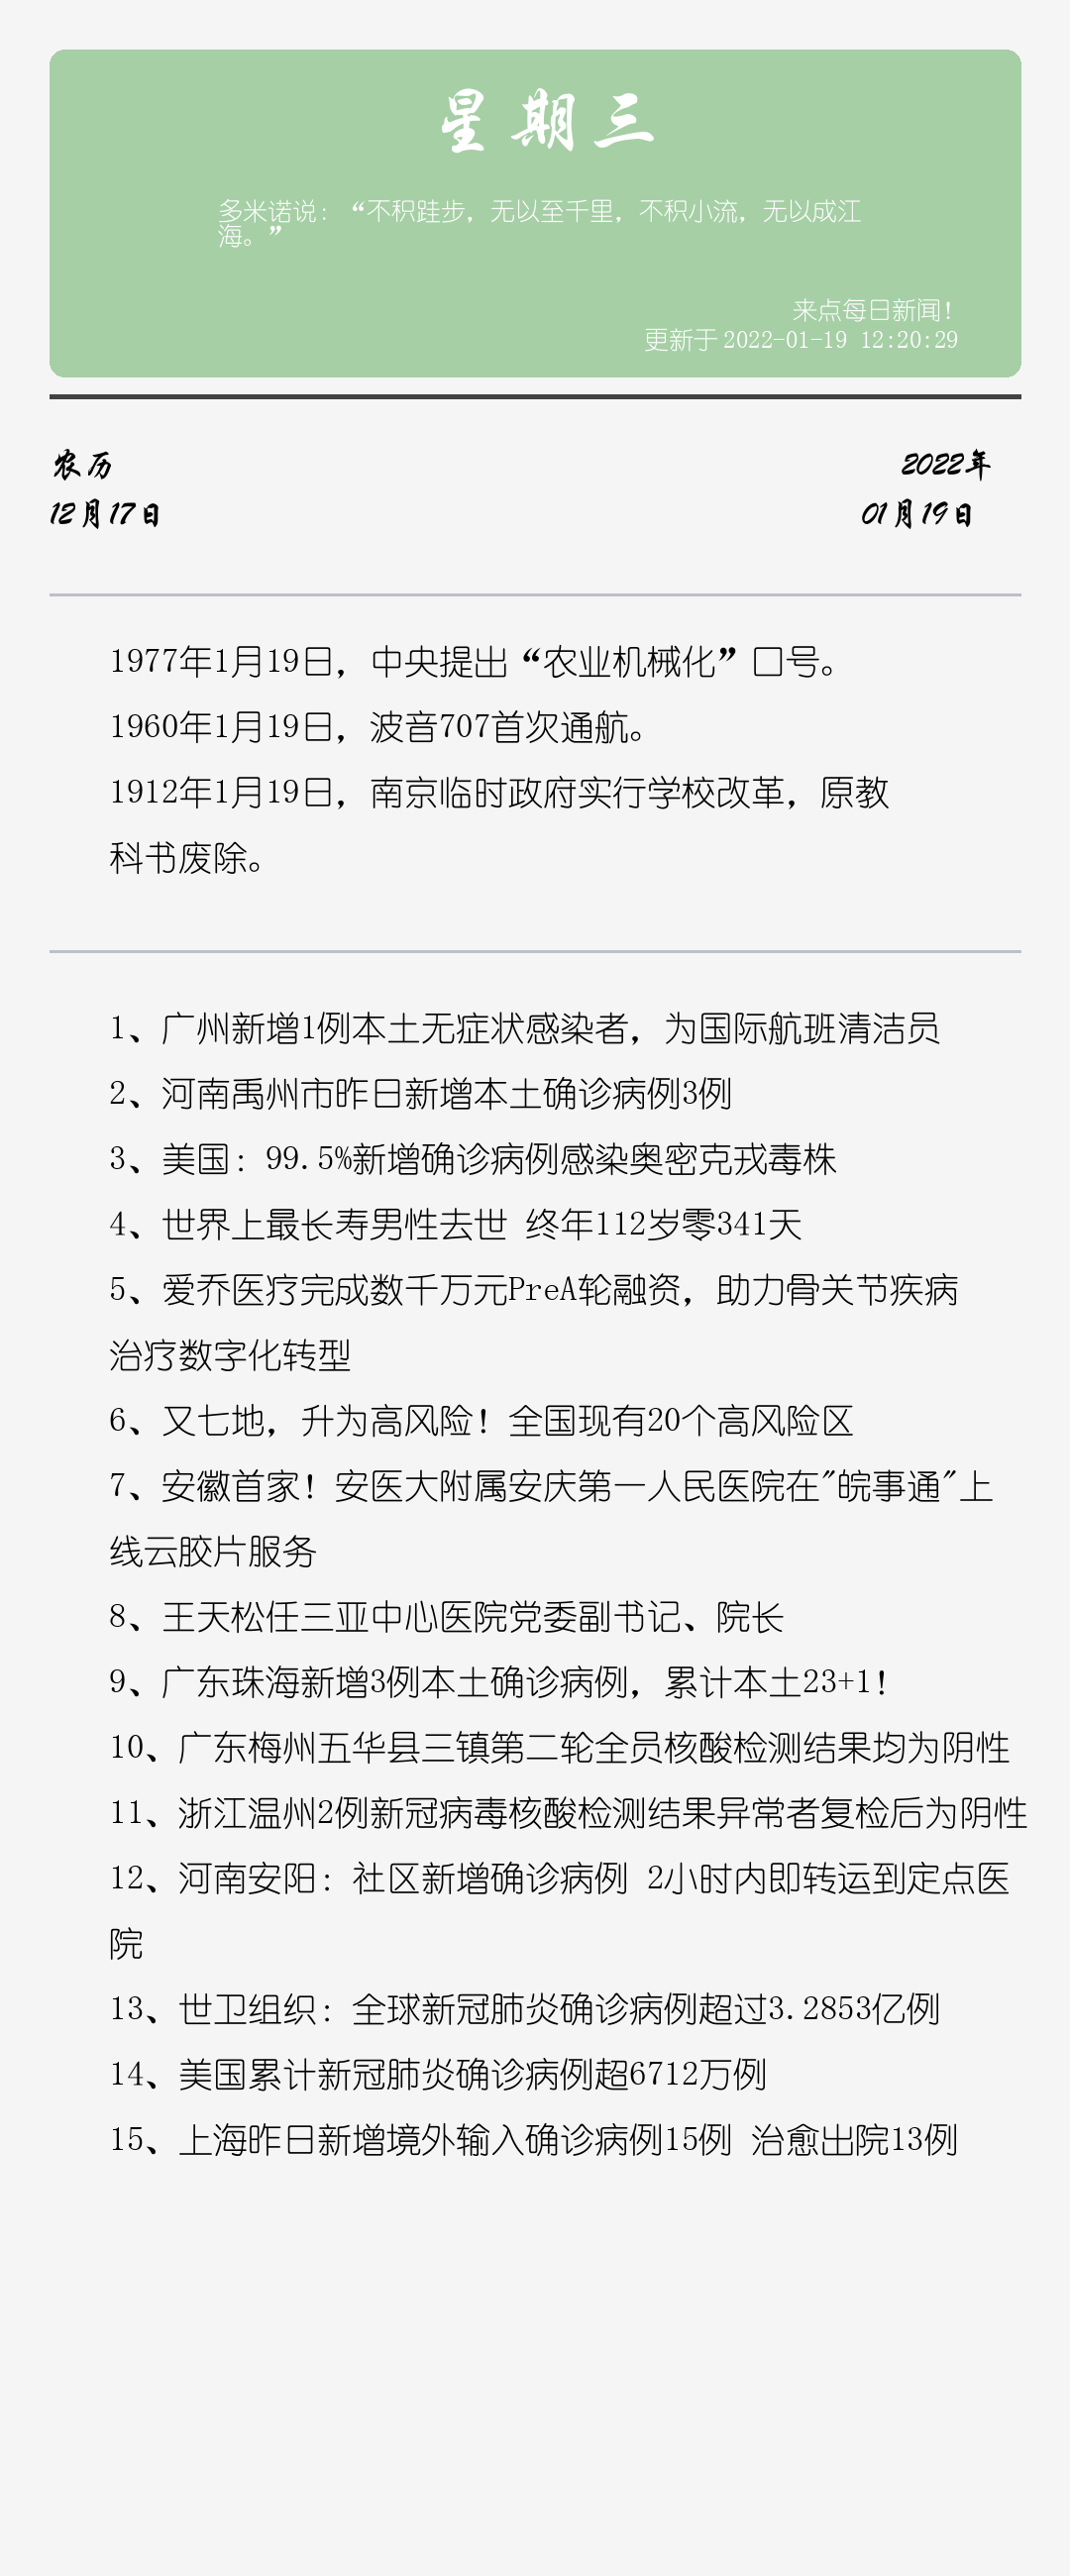 星期三
多米诺说：“不积跬步，无以至千里，不积小流，无以成江
海。”
来点每日新闻！
更新于 2022-01-19 12:20:29
农历
2022年
12月17日
01月19日
1977年1月19日，中央提出“农业机械化”口号。
1960年1月19日，波音707首次通航。
1912年1月19日，南京临时政府实行学校改革，原教
科书废除。
1、广州新增1例本土无症状感染者，为国际航班清洁员
2、河南禹州市昨日新增本土确诊病例3例
3、美国：99.5%新增确诊病例感染奥密克戎毒株
4、世界上最长寿男性去世 终年112岁零341天
5、爱乔医疗完成数千万元PreA轮融资，助力骨关节疾病
治疗数字化转型
6、又七地，升为高风险！全国现有20个高风险区
7、安徽首家！安医大附属安庆第一人民医院在"皖事通"上
线云胶片服务
8、王天松任三亚中心医院党委副书记、院长
9、广东珠海新增3例本土确诊病例，累计本土23+1!
10、广东梅州五华县三镇第二轮全员核酸检测结果均为阴性
11、浙江温州2例新冠病毒核酸检测结果异常者复检后为阴性
12、河南安阳：社区新增确诊病例 2小时内即转运到定点医
院
13、世卫组织：全球新冠肺炎确诊病例超过3.2853亿例
14、美国累计新冠肺炎确诊病例超6712万例
15、上海昨日新增境外输入确诊病例15例 治愈出院13例